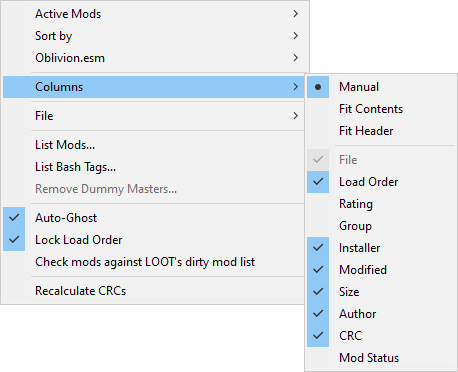 Active Mods
Sort by
Oblivion.esm
Columns
File
List Mods...
List Bash Tags...
Remove Dummy Masters...
Auto-Ghost
Lock Load Order
Check mods against LOOT's dirty mod list
Recalculate CRCs
Manual
Fit Contents
Fit Header
File
Load Order
Rating
Group
Installer
Modified
Size
Author
CRC
Mod Status